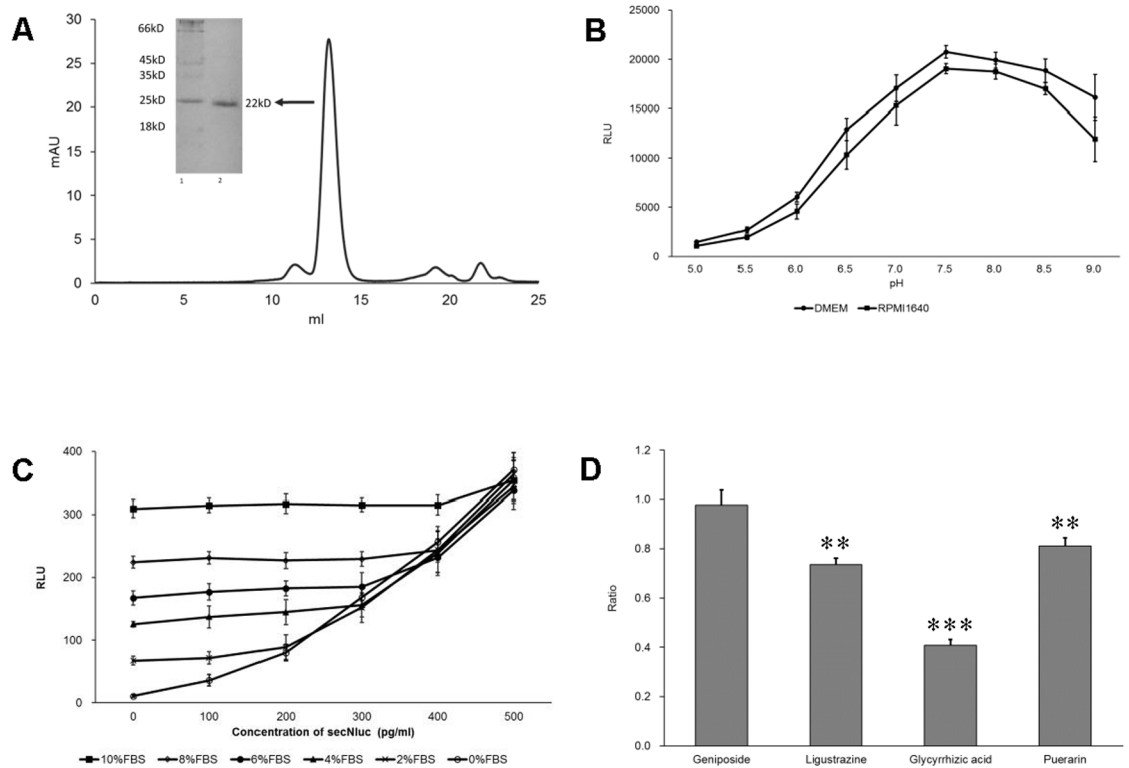 A
30
25
20
15
10
5
0
mAU
0 5 10 15 20 25
ml
66kD
45kD
35kD
25kD
18kD
22kD
1 2
B
25000
20000
15000
10000
5000
0
RLU
5.0 5.5 6.0 6.5 7.0 7.5 8.0 8.5 9.0
pH
DMEM RPMI1640
C
400
300
200
100
0
RLU
0 100 200 300 400 500
Concentration of secNluc (pg/ml)
10%FBS 8%FBS 6%FBS 4%FBS 2%FBS 0%FBS
D
1.2
1.0
0.8
0.6
0.4
0.2
0.0
Ratio
**
***
**
Geniposide Ligustrazine Glycyrrhizic acid Puerarin